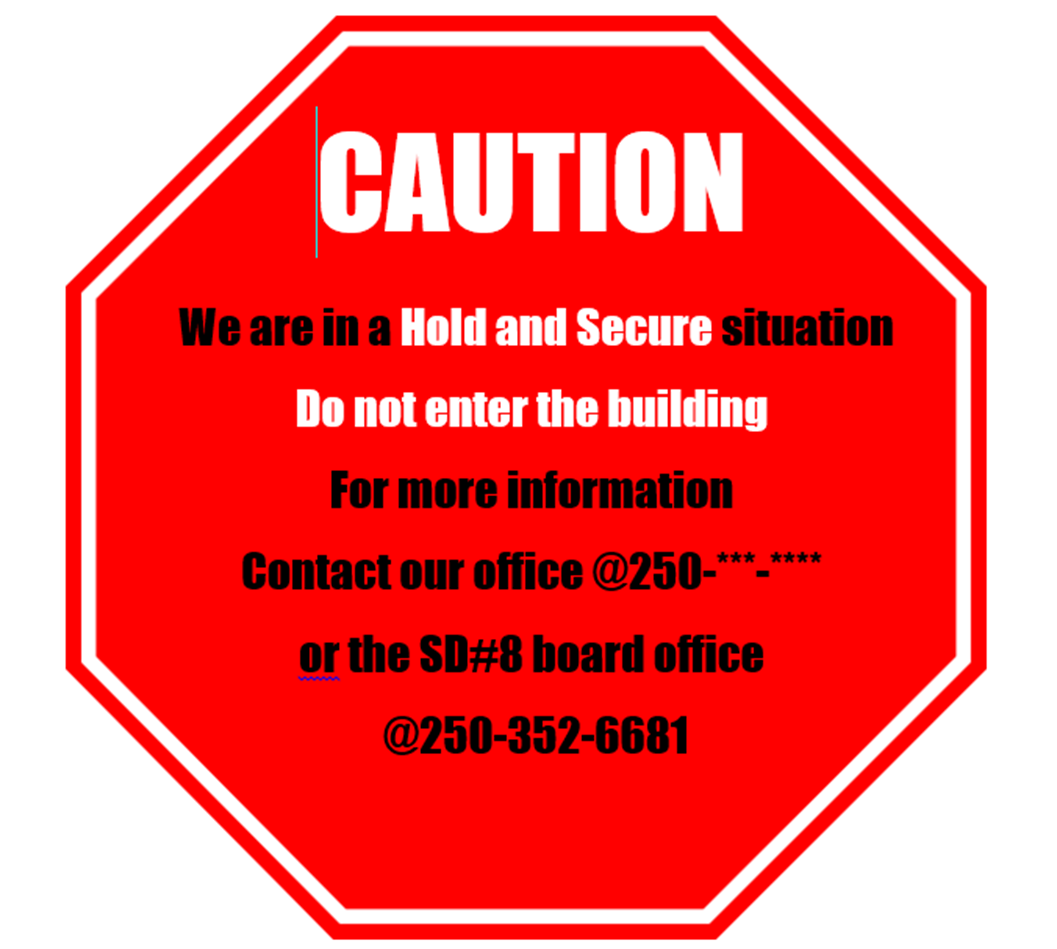 CAUTION
We are in a Hold and Secure situation
Do not enter the building
For more information
Contact our office @250-***-****
or the SD#8 board office
@250-352-6681